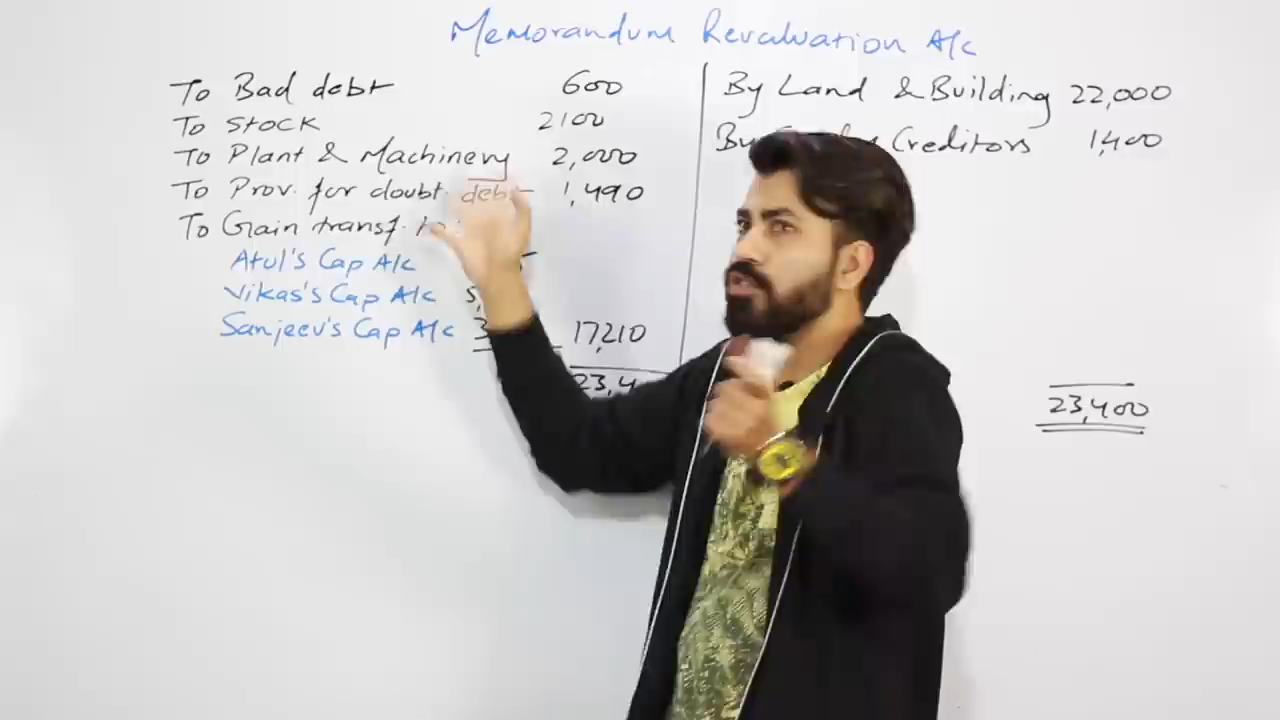 Memorandum Revaluation A/c
To Bad debt 600
To Stock 2100
To Plant & Machinery 2,000
To Prov. for doubt. debt 1,490
To Gain transf. to
Atul's Cap A/c
Vikas's Cap A/c 5,
Sanjeev's Cap A/c 3 17,210
23,4
By Land & Building 22,000
By Creditors 1,400
23,400